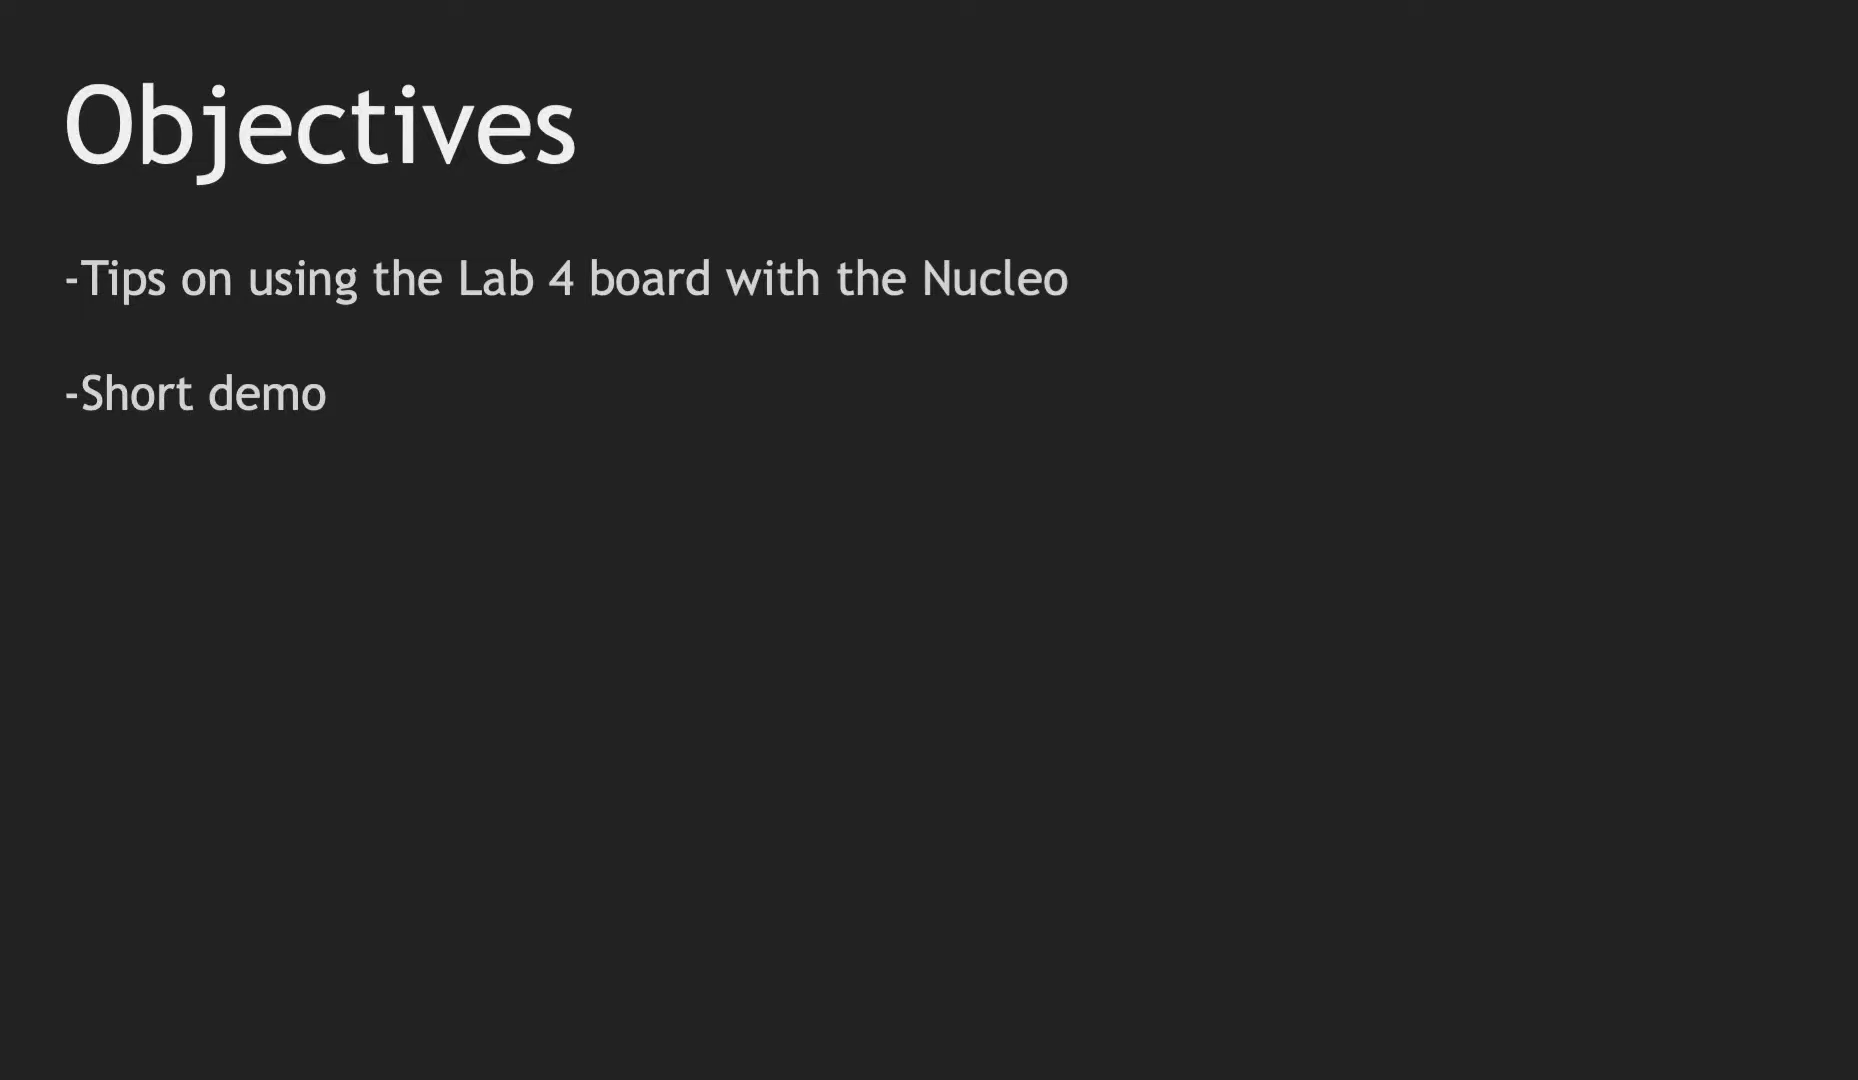 Objectives
-Tips on using the Lab 4 board with the Nucleo
-Short demo